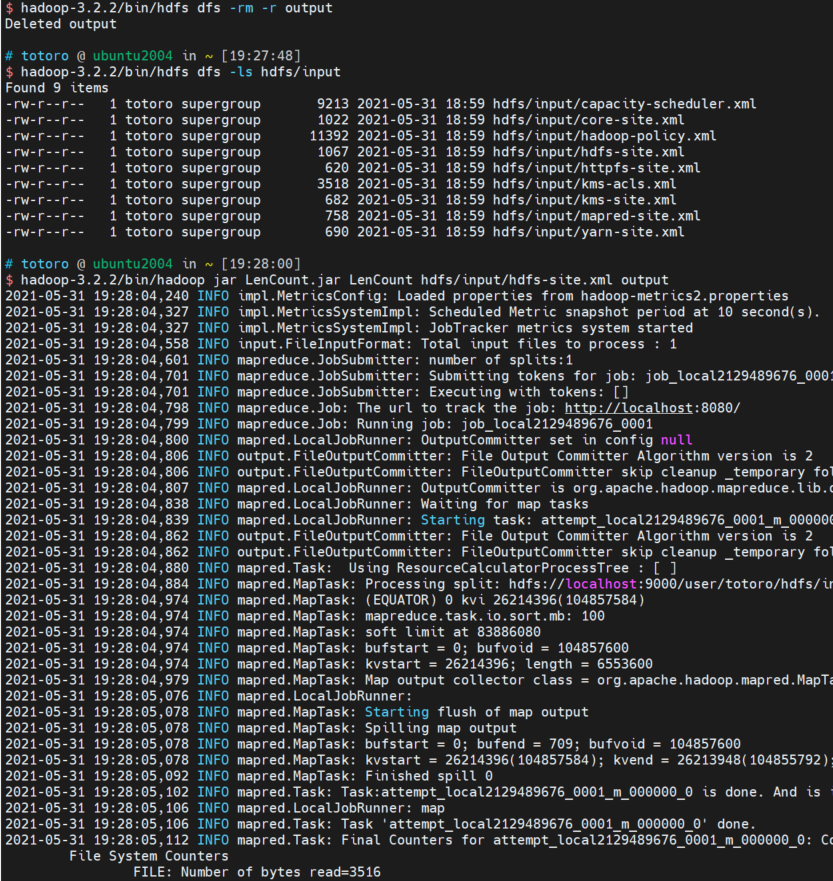 $ hadoop-3.2.2/bin/hdfs dfs -rm -r output
Deleted output
# totoro @ ubuntu2004 in ~ [19:27:48]
$ hadoop-3.2.2/bin/hdfs dfs -ls hdfs/input
Found 9 items
-rw-r--r--   1 totoro supergroup       9213 2021-05-31 18:59 hdfs/input/capacity-scheduler.xml
-rw-r--r--   1 totoro supergroup       1022 2021-05-31 18:59 hdfs/input/core-site.xml
-rw-r--r--   1 totoro supergroup      11392 2021-05-31 18:59 hdfs/input/hadoop-policy.xml
-rw-r--r--   1 totoro supergroup       1067 2021-05-31 18:59 hdfs/input/hdfs-site.xml
-rw-r--r--   1 totoro supergroup        620 2021-05-31 18:59 hdfs/input/httpfs-site.xml
-rw-r--r--   1 totoro supergroup       3518 2021-05-31 18:59 hdfs/input/kms-acls.xml
-rw-r--r--   1 totoro supergroup        682 2021-05-31 18:59 hdfs/input/kms-site.xml
-rw-r--r--   1 totoro supergroup        758 2021-05-31 18:59 hdfs/input/mapred-site.xml
-rw-r--r--   1 totoro supergroup        690 2021-05-31 18:59 hdfs/input/yarn-site.xml
# totoro @ ubuntu2004 in ~ [19:28:00]
$ hadoop-3.2.2/bin/hadoop jar LenCount.jar LenCount hdfs/input/hdfs-site.xml output
2021-05-31 19:28:04,240 INFO impl.MetricsConfig: Loaded properties from hadoop-metrics2.properties
2021-05-31 19:28:04,327 INFO impl.MetricsSystemImpl: Scheduled Metric snapshot period at 10 second(s).
2021-05-31 19:28:04,327 INFO impl.MetricsSystemImpl: JobTracker metrics system started
2021-05-31 19:28:04,558 INFO input.FileInputFormat: Total input files to process : 1
2021-05-31 19:28:04,601 INFO mapreduce.JobSubmitter: number of splits:1
2021-05-31 19:28:04,701 INFO mapreduce.JobSubmitter: Submitting tokens for job: job_local2129489676_0001
2021-05-31 19:28:04,701 INFO mapreduce.JobSubmitter: Executing with tokens: []
2021-05-31 19:28:04,798 INFO mapreduce.Job: The url to track the job: http://localhost:8080/
2021-05-31 19:28:04,799 INFO mapreduce.Job: Running job: job_local2129489676_0001
2021-05-31 19:28:04,800 INFO mapred.LocalJobRunner: OutputCommitter set in config null
2021-05-31 19:28:04,806 INFO output.FileOutputCommitter: File Output Committer Algorithm version is 2
2021-05-31 19:28:04,806 INFO output.FileOutputCommitter: FileOutputCommitter skip cleanup _temporary fol
2021-05-31 19:28:04,807 INFO mapred.LocalJobRunner: OutputCommitter is org.apache.hadoop.mapreduce.lib.o
2021-05-31 19:28:04,838 INFO mapred.LocalJobRunner: Waiting for map tasks
2021-05-31 19:28:04,839 INFO mapred.LocalJobRunner: Starting task: attempt_local2129489676_0001_m_000000
2021-05-31 19:28:04,862 INFO output.FileOutputCommitter: File Output Committer Algorithm version is 2
2021-05-31 19:28:04,862 INFO output.FileOutputCommitter: FileOutputCommitter skip cleanup _temporary fol
2021-05-31 19:28:04,880 INFO mapred.Task:  Using ResourceCalculatorProcessTree : [ ]
2021-05-31 19:28:04,884 INFO mapred.MapTask: Processing split: hdfs://localhost:9000/user/totoro/hdfs/in
2021-05-31 19:28:04,974 INFO mapred.MapTask: (EQUATOR) 0 kvi 26214396(104857584)
2021-05-31 19:28:04,974 INFO mapred.MapTask: mapreduce.task.io.sort.mb: 100
2021-05-31 19:28:04,974 INFO mapred.MapTask: soft limit at 83886080
2021-05-31 19:28:04,974 INFO mapred.MapTask: bufstart = 0; bufvoid = 104857600
2021-05-31 19:28:04,974 INFO mapred.MapTask: kvstart = 26214396; length = 6553600
2021-05-31 19:28:04,979 INFO mapred.MapTask: Map output collector class = org.apache.hadoop.mapred.MapTa
2021-05-31 19:28:05,076 INFO mapred.LocalJobRunner:
2021-05-31 19:28:05,078 INFO mapred.MapTask: Starting flush of map output
2021-05-31 19:28:05,078 INFO mapred.MapTask: Spilling map output
2021-05-31 19:28:05,078 INFO mapred.MapTask: bufstart = 0; bufend = 709; bufvoid = 104857600
2021-05-31 19:28:05,078 INFO mapred.MapTask: kvstart = 26214396(104857584); kvend = 26213948(104855792);
2021-05-31 19:28:05,092 INFO mapred.MapTask: Finished spill 0
2021-05-31 19:28:05,102 INFO mapred.Task: Task:attempt_local2129489676_0001_m_000000_0 is done. And is
2021-05-31 19:28:05,106 INFO mapred.LocalJobRunner: map
2021-05-31 19:28:05,106 INFO mapred.Task: Task 'attempt_local2129489676_0001_m_000000_0' done.
2021-05-31 19:28:05,112 INFO mapred.Task: Final Counters for attempt_local2129489676_0001_m_000000_0: Co
File System Counters
FILE: Number of bytes read=3516